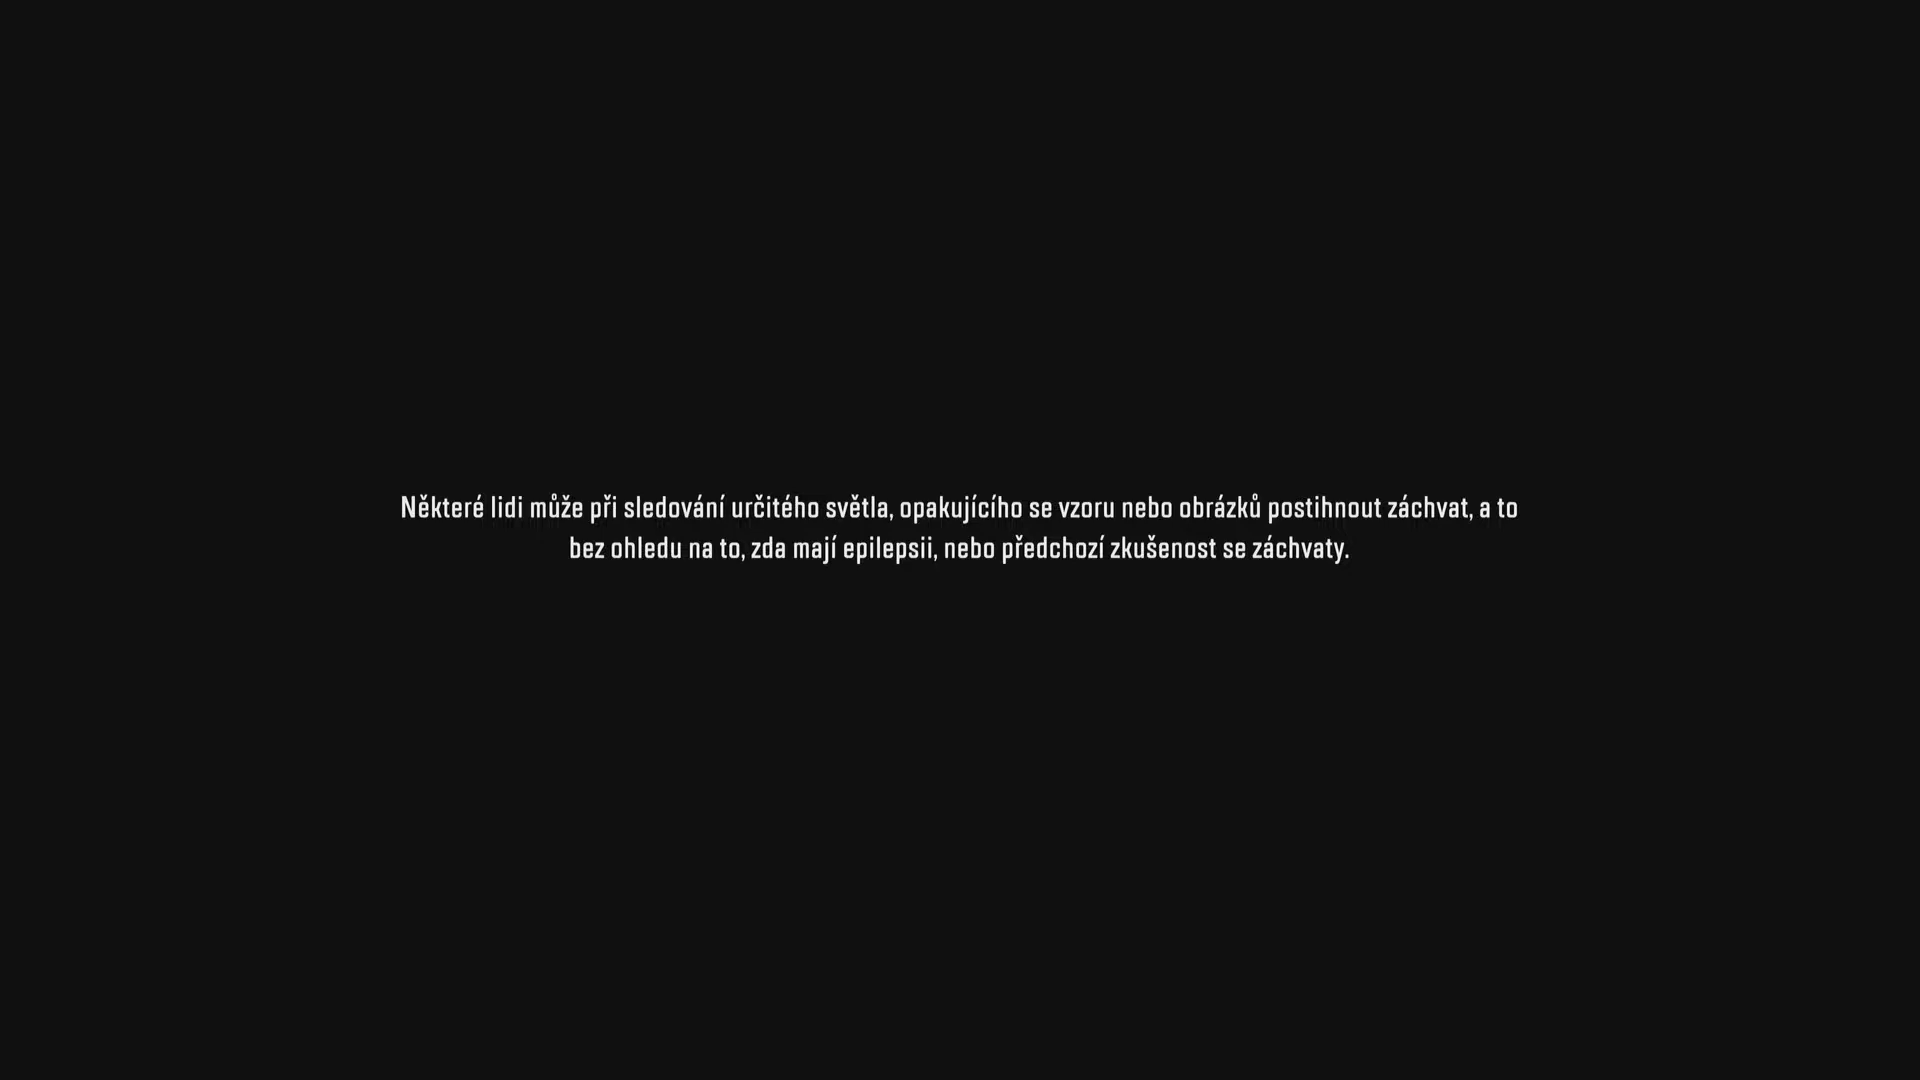 Některé lidi může při sledování určitého světla, opakujícího se vzoru nebo obrázků postihnout záchvat, a to
bez ohledu na to, zda mají epilepsii, nebo předchozí zkušenost se záchvaty.